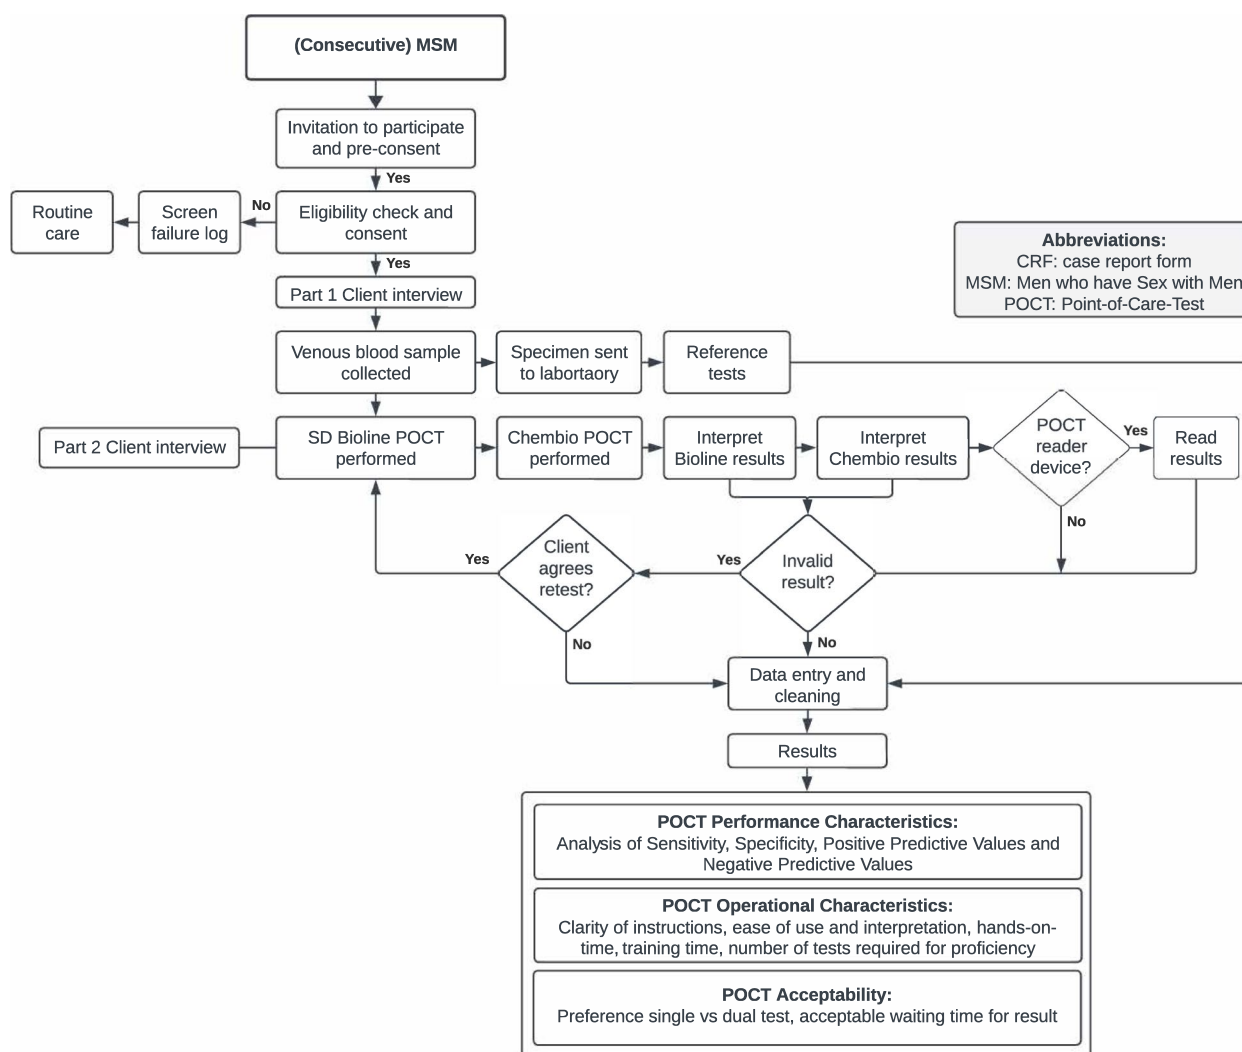 (Consecutive) MSM
Invitation to participate
and pre-consent
Yes
Routine
care
Screen
failure log
No
Eligibility check and
consent
Yes
Part 1 Client interview
Abbreviations:
CRF: case report form
MSM: Men who have Sex with Men
POCT: Point-of-Care-Test
Venous blood sample
collected
Specimen sent
to labortaory
Reference
tests
Part 2 Client interview
SD Bioline POCT
performed
Chembio POCT
performed
Interpret
Bioline results
Interpret
Chembio results
POCT
reader
device?
Yes
Read
results
No
Yes
Client
agrees
retest?
Yes
Invalid
result?
No
No
Data entry and
cleaning
Results
POCT Performance Characteristics:
Analysis of Sensitivity, Specificity, Positive Predictive Values and
Negative Predictive Values
POCT Operational Characteristics:
Clarity of instructions, ease of use and interpretation, hands-on-
time, training time, number of tests required for proficiency
POCT Acceptability:
Preference single vs dual test, acceptable waiting time for result